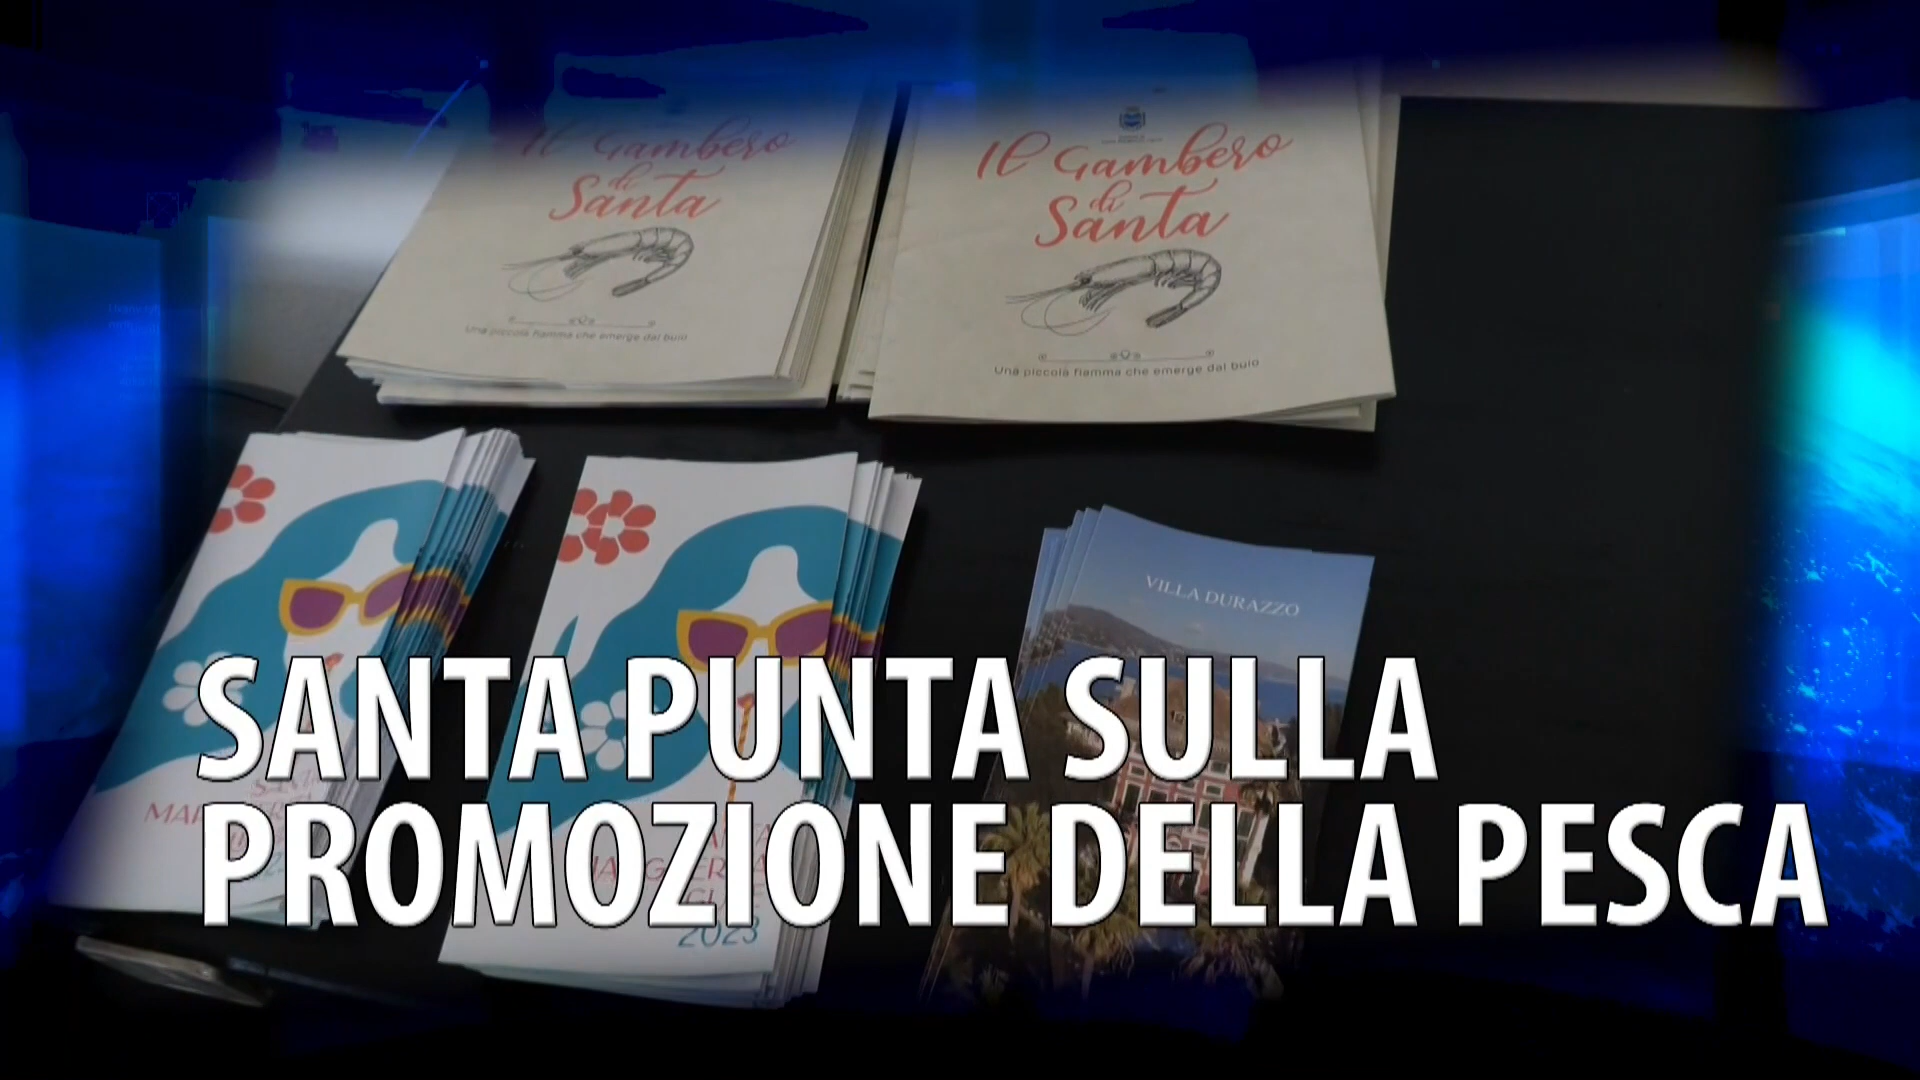 Il Gambero
di
Santa
Una piccola fiamma che emerge dal buio
Il Gambero
di
Santa
Una piccola fiamma che emerge dal buio
VILLA DURAZZO
SANTA PUNTA SULLA
PROMOZIONE DELLA PESCA
2023